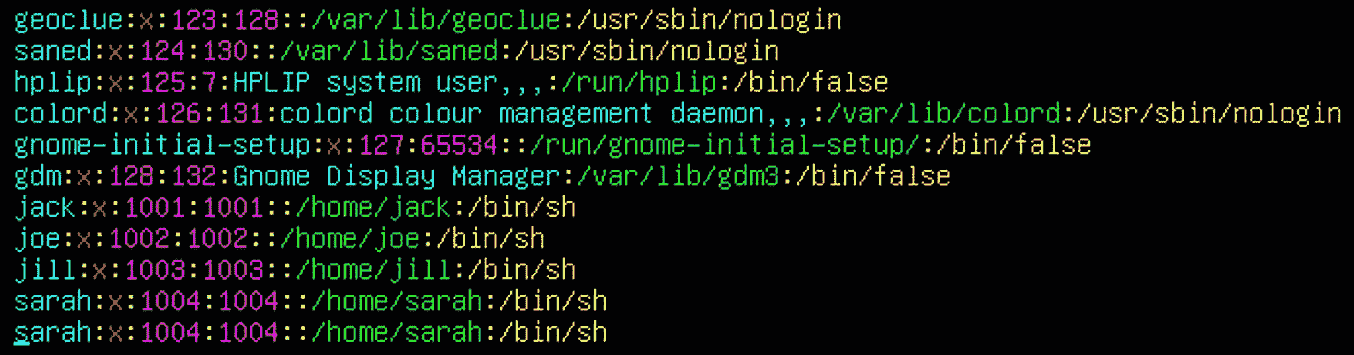 geoclue:x:123:128::/var/lib/geoclue:/usr/sbin/nologin
saned:x:124:130::/var/lib/saned:/usr/sbin/nologin
hplip:x:125:7:HPLIP system user,,,:/run/hplip:/bin/false
colord:x:126:131:colord colour management daemon,,,:/var/lib/colord:/usr/sbin/nologin
gnome-initial-setup:x:127:65534::/run/gnome-initial-setup/:/bin/false
gdm:x:128:132:Gnome Display Manager:/var/lib/gdm3:/bin/false
jack:x:1001:1001::/home/jack:/bin/sh
joe:x:1002:1002::/home/joe:/bin/sh
jill:x:1003:1003::/home/jill:/bin/sh
sarah:x:1004:1004::/home/sarah:/bin/sh
sarah:x:1004:1004::/home/sarah:/bin/sh